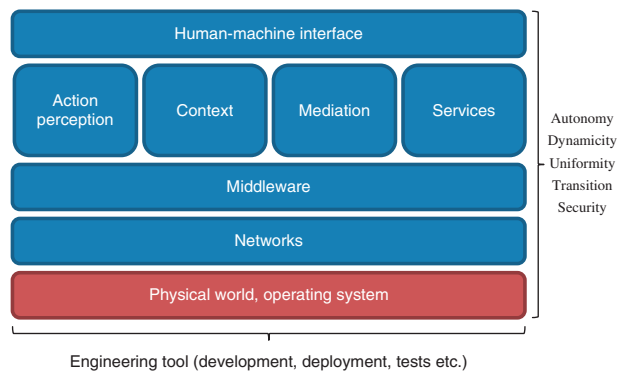 Human-machine interface
Action
perception
Context
Mediation
Services
Middleware
Networks
Physical world, operating system
Autonomy
Dynamicity
Uniformity
Transition
Security
Engineering tool (development, deployment, tests etc.)